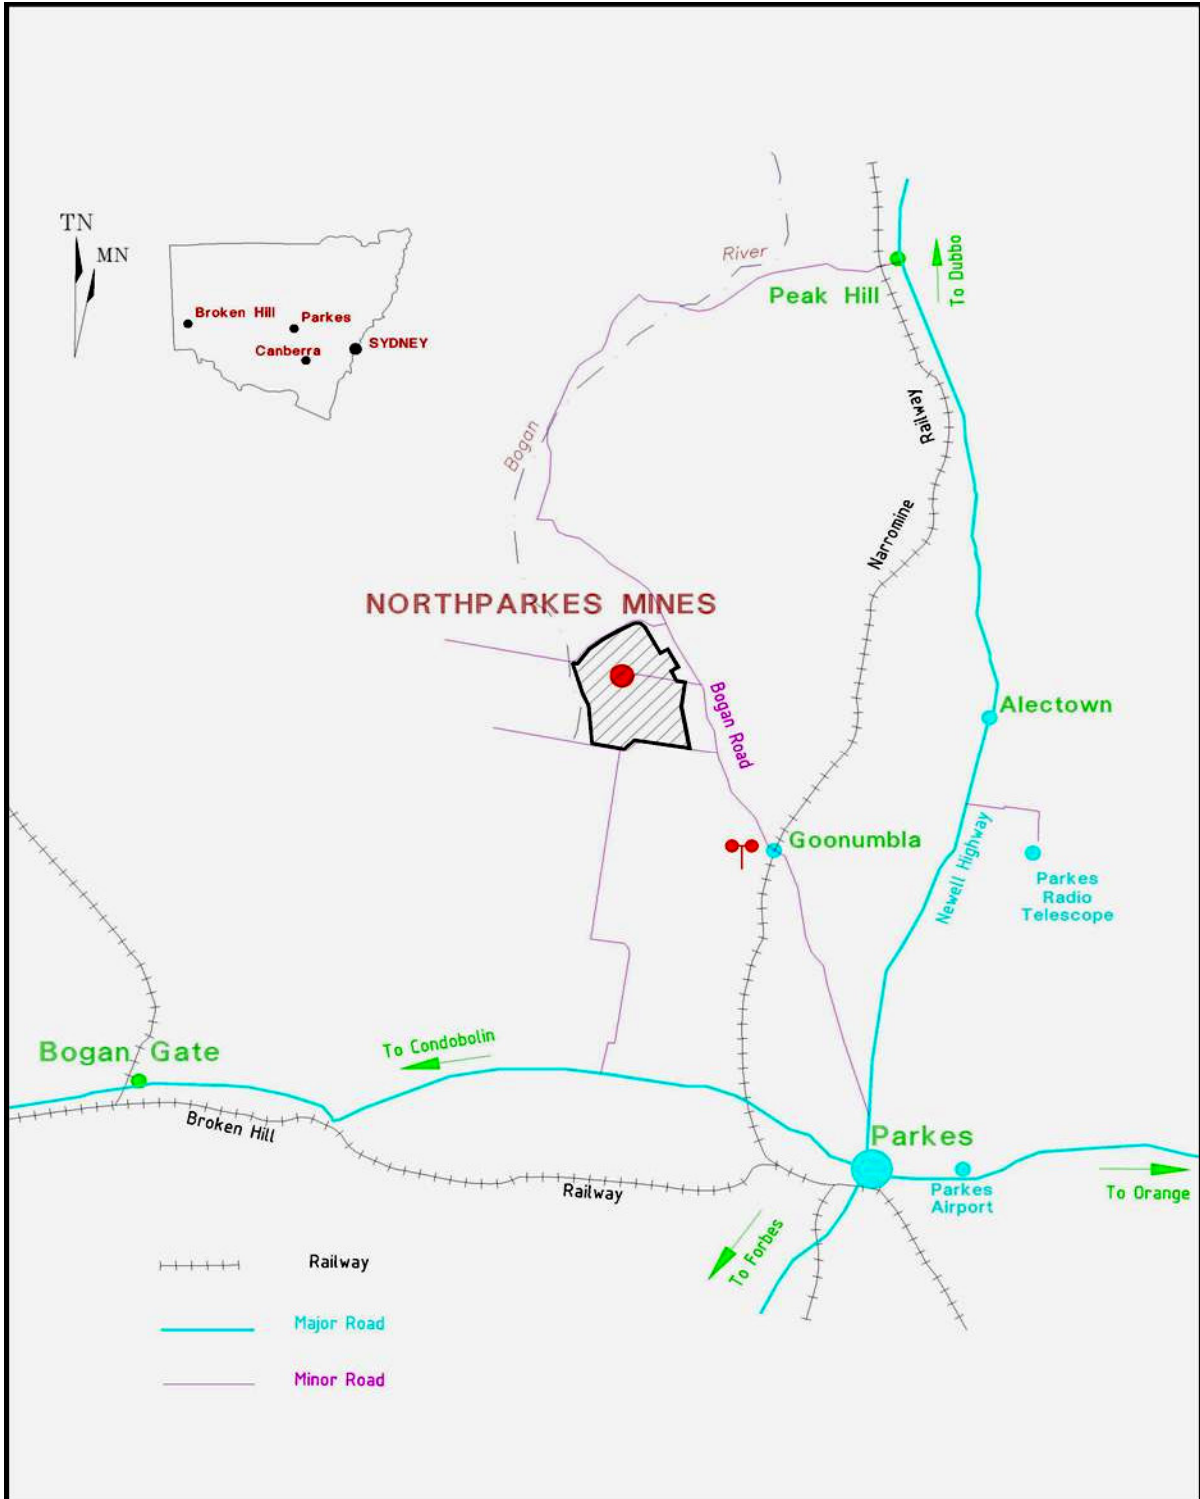 TN
MN
Broken Hill
Parkes
Canberra
SYDNEY
River
Peak Hill
To Dubbo
Railway
Bogan
Narromine
NORTHPARKES MINES
Bogan Road
Alectown
Goonumbla
Newell Highway
Parkes
Radio
Telescope
Bogan Gate
To Condobolin
Broken Hill
Railway
Parkes
Parkes
Airport
To Orange
To Forbes
Railway
Major Road
Minor Road